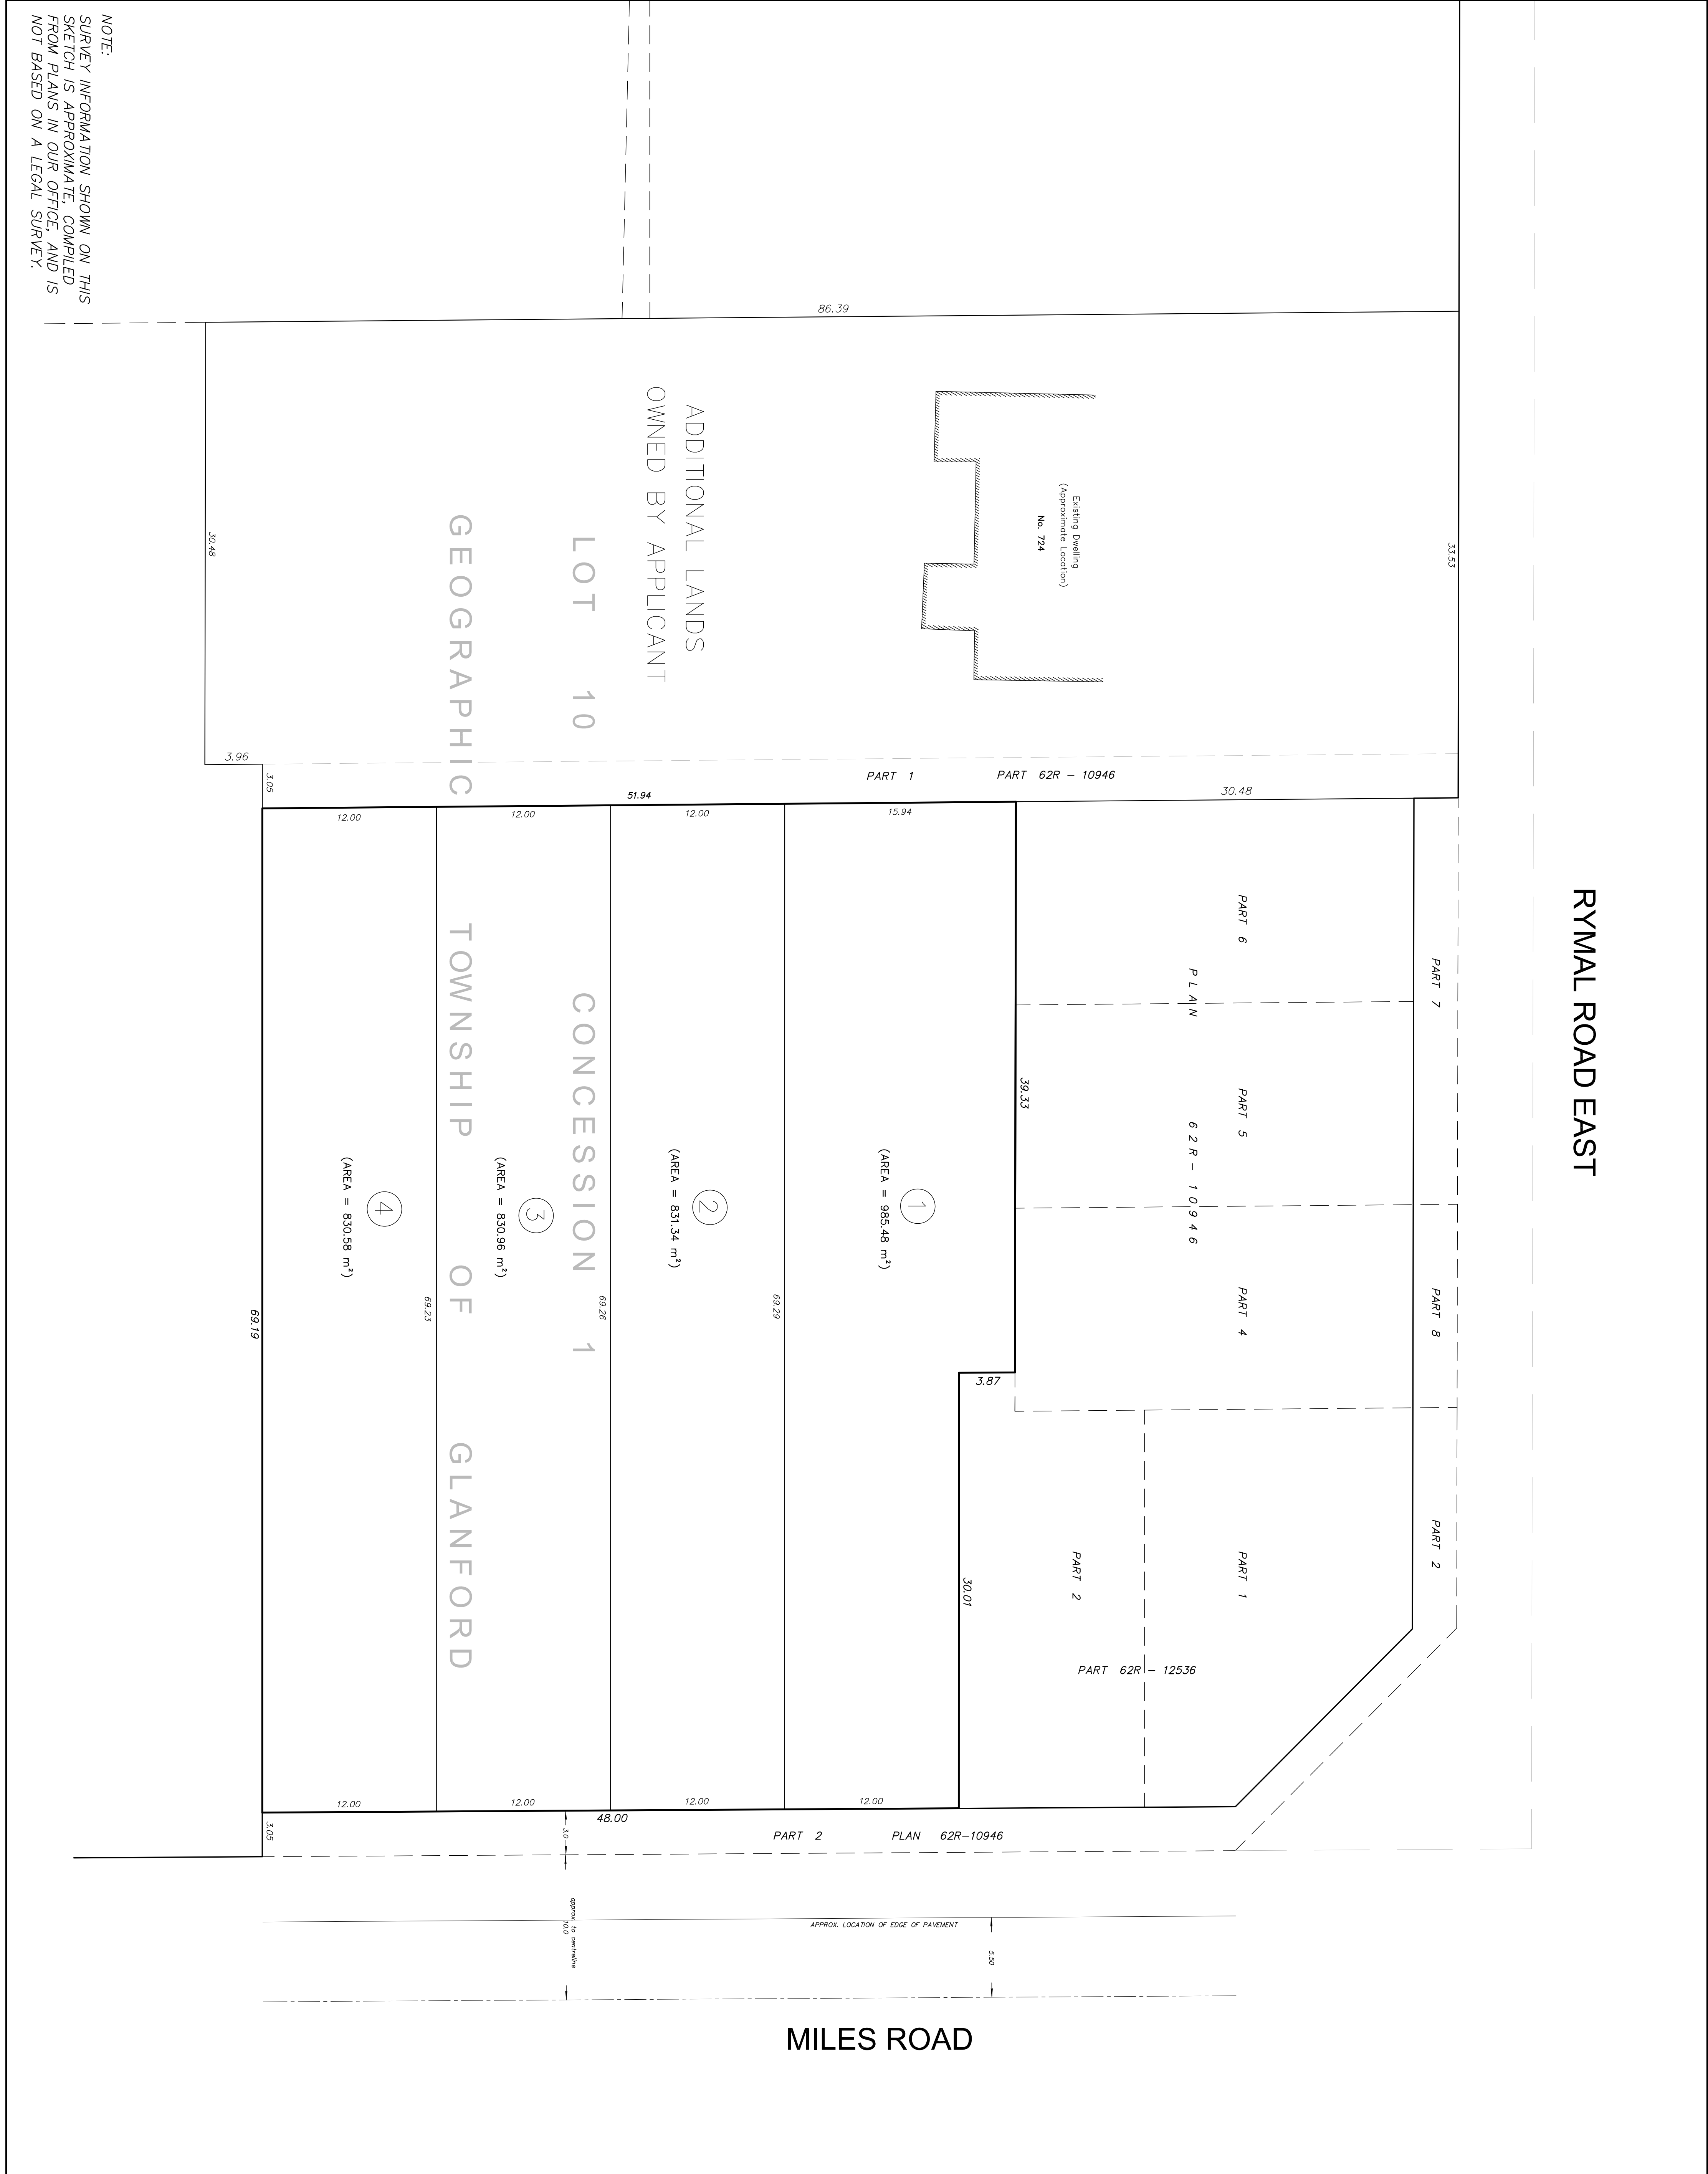 NOTE:
SURVEY INFORMATION SHOWN ON THIS
SKETCH IS APPROXIMATE, COMPILED
FROM PLANS IN OUR OFFICE, AND IS
NOT BASED ON A LEGAL SURVEY.
RYMAL ROAD EAST
86.39
33.53
30.48
3.96
3.05
Existing Dwelling
(Approximate Location)
No. 724
ADDITIONAL LANDS
OWNED BY APPLICANT
LOT 10
CONCESSION 1
GEOGRAPHIC TOWNSHIP OF GLANFORD
PART 1 PART 62R - 10946
30.48
51.94
12.00
12.00
12.00
15.94
PART 7
PART 8
PART 2
PART 6
PART 5
PART 4
PART 1
PLAN 62R - 10946
PART 2
PART 62R - 12536
39.33
3.87
30.01
1
(AREA = 985.48 m²)
69.29
2
(AREA = 831.34 m²)
69.26
3
(AREA = 830.96 m²)
69.23
4
(AREA = 830.58 m²)
69.19
12.00
12.00
12.00
12.00
48.00
3.05
3.0
PART 2 PLAN 62R-10946
approx. to centreline
10.0
APPROX. LOCATION OF EDGE OF PAVEMENT
5.50
MILES ROAD